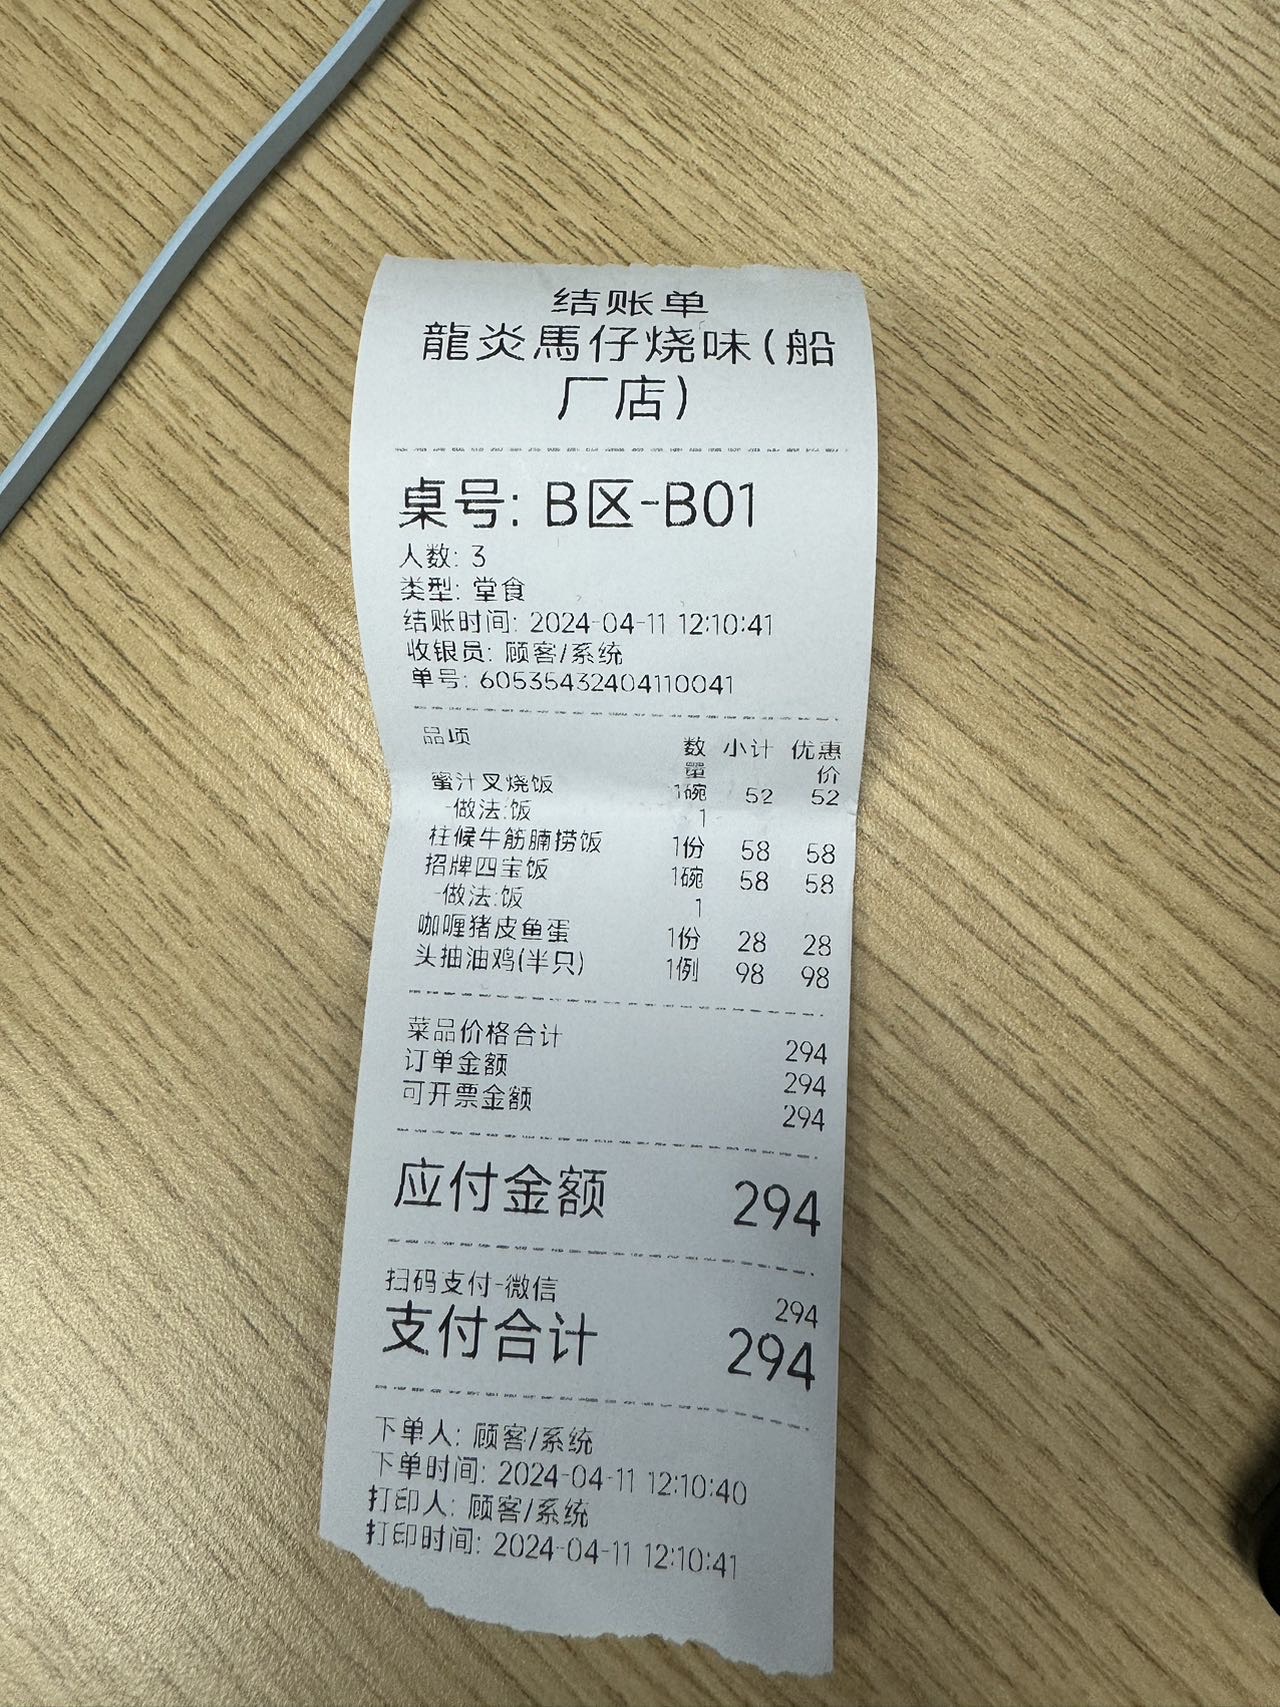 结账单
龍炎馬仔烧味(船
厂店)
桌号: B区-B01
人数: 3
类型: 堂食
结账时间: 2024-04-11 12:10:41
收银员: 顾客/系统
单号: 605354432404110041
品项 数量 小计 优惠价
蜜汁叉烧饭 1碗 52 52
-做法:饭 1
柱候牛筋腩捞饭 1份 58 58
招牌四宝饭 1碗 58 58
-做法:饭 1
咖喱猪皮鱼蛋 1份 28 28
头抽油鸡(半只) 1例 98 98
菜品价格合计 294
订单金额 294
可开票金额 294
应付金额 294
扫码支付-微信 294
支付合计 294
下单人: 顾客/系统
下单时间: 2024-04-11 12:10:40
打印人: 顾客/系统
打印时间: 2024-04-11 12:10:41